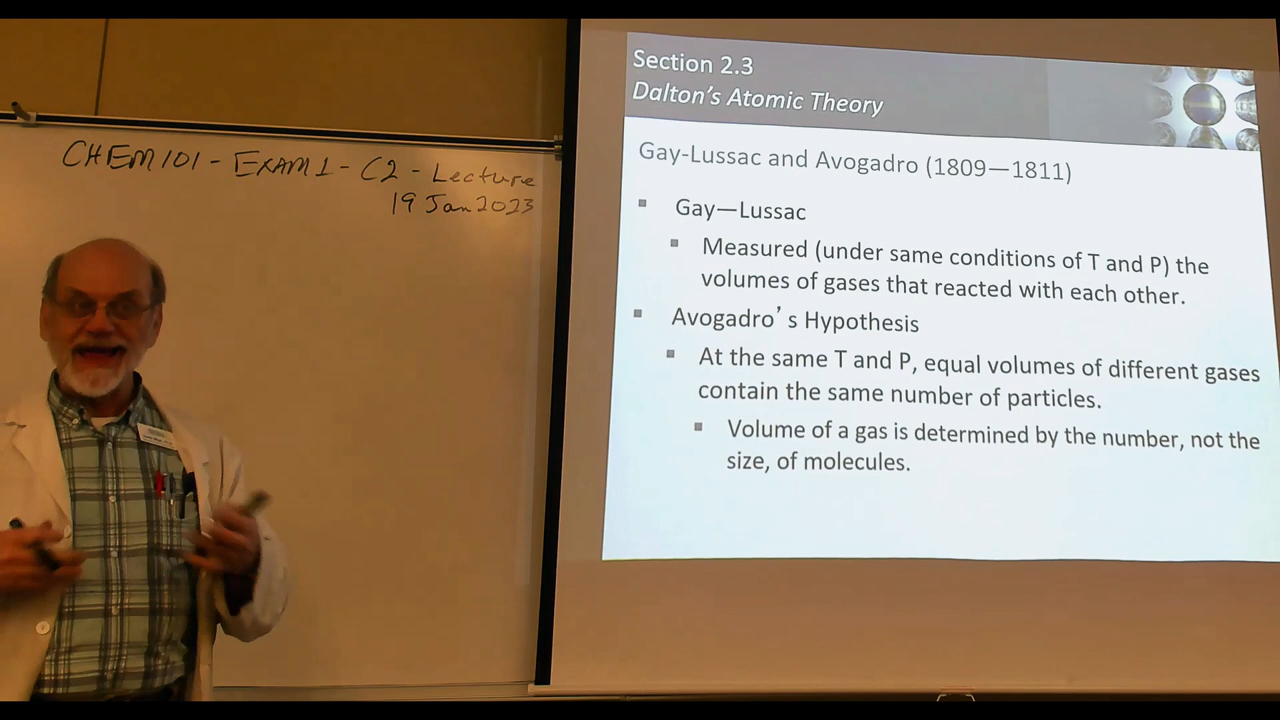 CHEM 101 - EXAM 1 - C2 - Lecture
19 Jan 2023
Section 2.3
Dalton's Atomic Theory
Gay-Lussac and Avogadro (1809—1811)
▪ Gay—Lussac
▪ Measured (under same conditions of T and P) the
volumes of gases that reacted with each other.
▪ Avogadro's Hypothesis
▪ At the same T and P, equal volumes of different gases
contain the same number of particles.
▪ Volume of a gas is determined by the number, not the
size, of molecules.